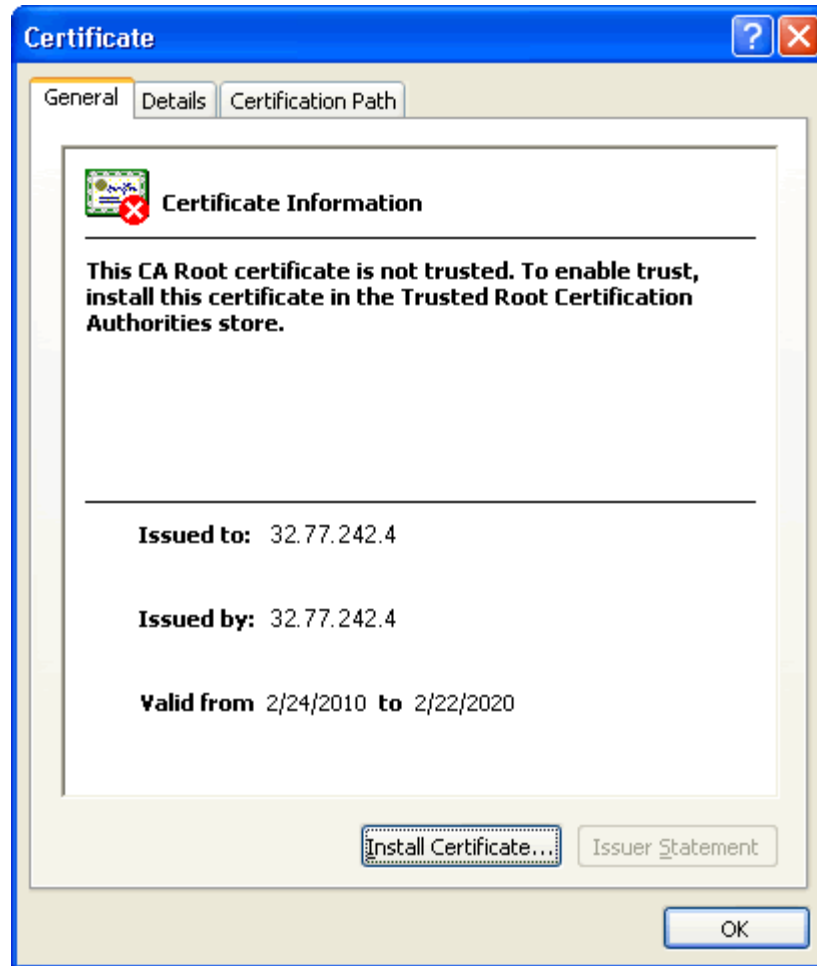 Certificate
General Details Certification Path
Certificate Information
This CA Root certificate is not trusted. To enable trust,
install this certificate in the Trusted Root Certification
Authorities store.
Issued to: 32.77.242.4
Issued by: 32.77.242.4
Valid from 2/24/2010 to 2/22/2020
Install Certificate... Issuer Statement
OK